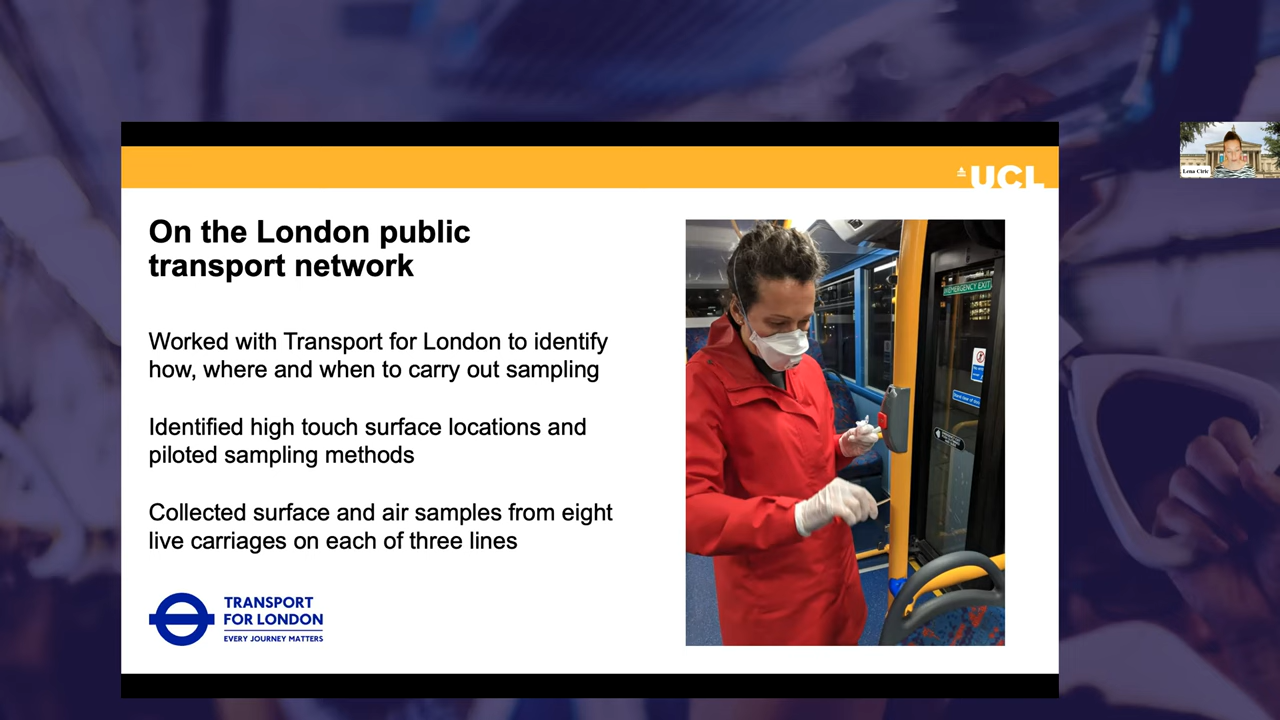 UCL
Lena Ciric
On the London public
transport network
EMERGENCY EXIT
Worked with Transport for London to identify
how, where and when to carry out sampling
Identified high touch surface locations and
piloted sampling methods
Collected surface and air samples from eight
live carriages on each of three lines
TRANSPORT
FOR LONDON
EVERY JOURNEY MATTERS